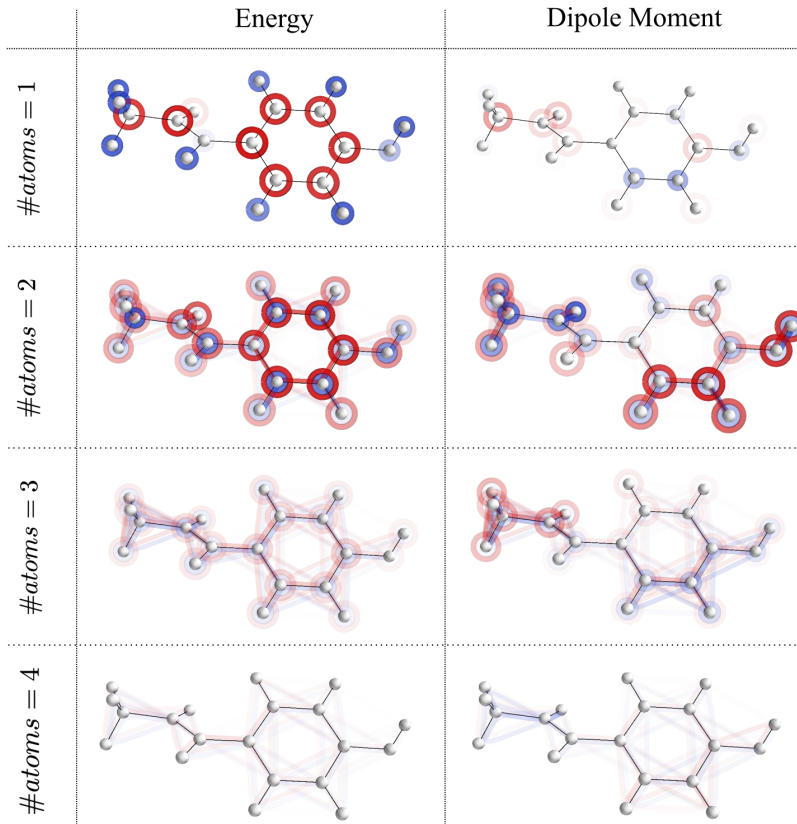 Energy
Dipole Moment
#atoms = 1
#atoms = 2
#atoms = 3
#atoms = 4